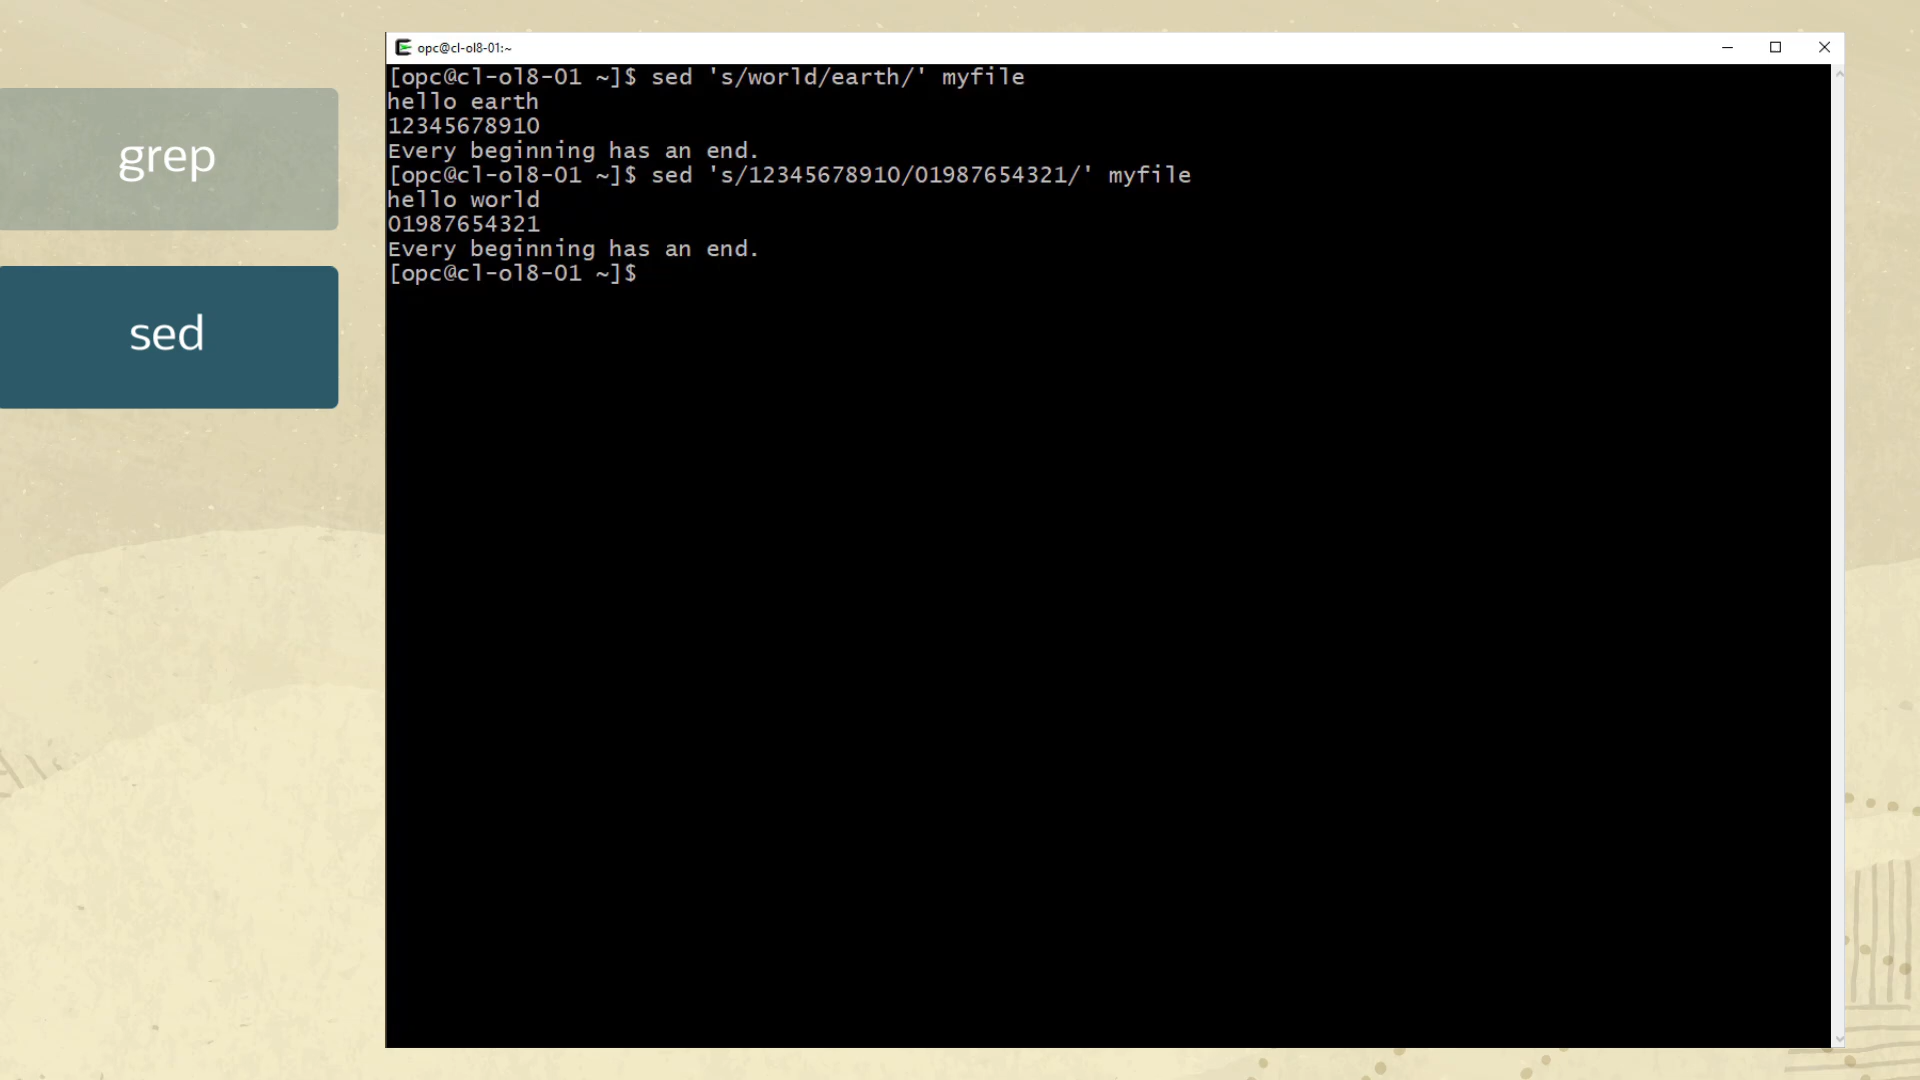 grep
sed
opc@cl-ol8-01:~
[opc@cl-ol8-01 ~]$ sed 's/world/earth/' myfile
hello earth
12345678910
Every beginning has an end.
[opc@cl-ol8-01 ~]$ sed 's/12345678910/01987654321/' myfile
hello world
01987654321
Every beginning has an end.
[opc@cl-ol8-01 ~]$